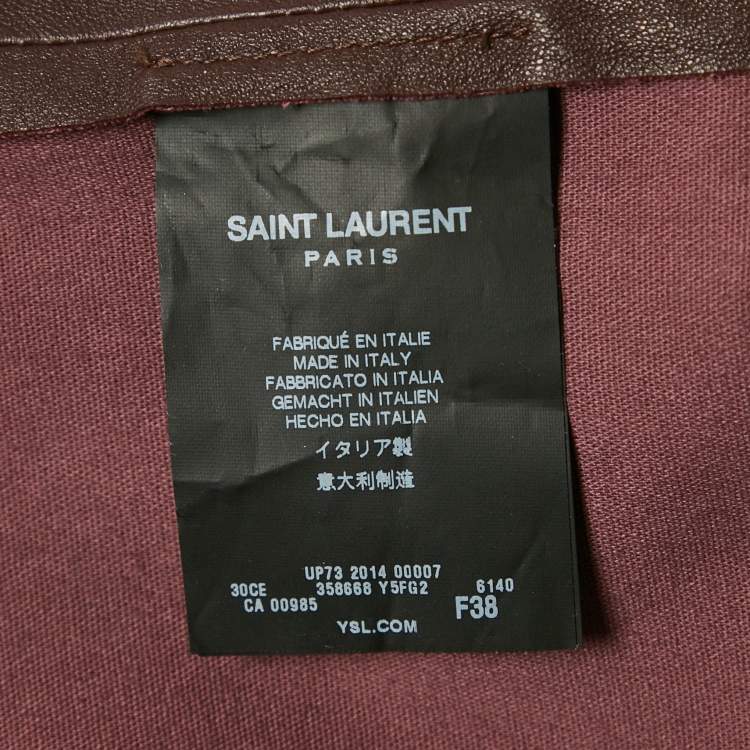 SAINT LAURENT
PARIS
FABRIQUÉ EN ITALIE
MADE IN ITALY
FABBRICATO IN ITALIA
GEMACHT IN ITALIEN
HECHO EN ITALIA
イタリア製
意大利制造
UP73 2014 00007
30CE 358668 Y5FG2 6140
CA 00985 F38
YSL.COM